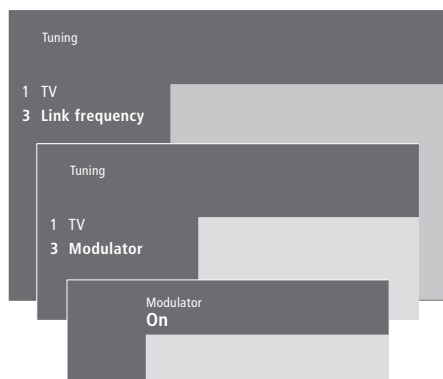 Tuning
1 TV
3 Link frequency
Tuning
1 TV
3 Modulator
Modulator
On